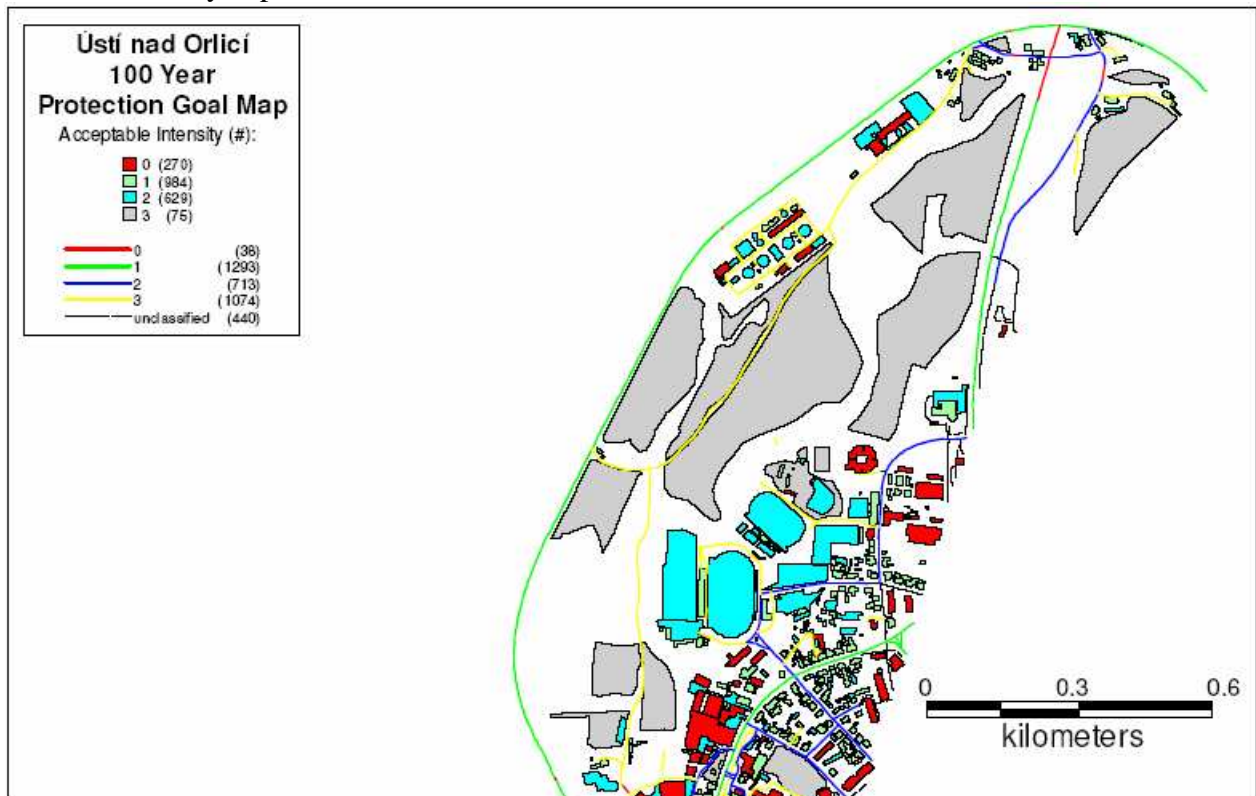 Ústí nad Orlicí
100 Year
Protection Goal Map
Acceptable Intensity (#):
0 (270)
1 (984)
2 (629)
3 (75)
0 (36)
1 (1293)
2 (713)
3 (1074)
unclassified (440)
0 0.3 0.6
kilometers